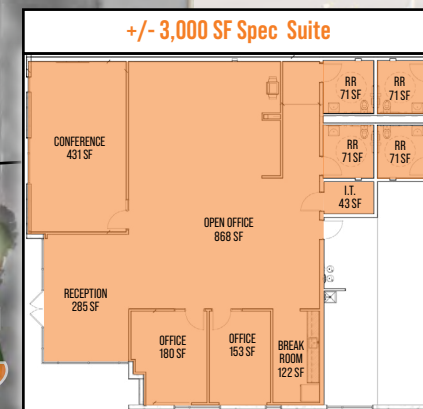 +/- 3,000 SF Spec Suite
RR
71 SF
RR
71 SF
CONFERENCE
431 SF
RR
71 SF
RR
71 SF
I.T.
43 SF
OPEN OFFICE
868 SF
RECEPTION
285 SF
OFFICE
180 SF
OFFICE
153 SF
BREAK
ROOM
122 SF